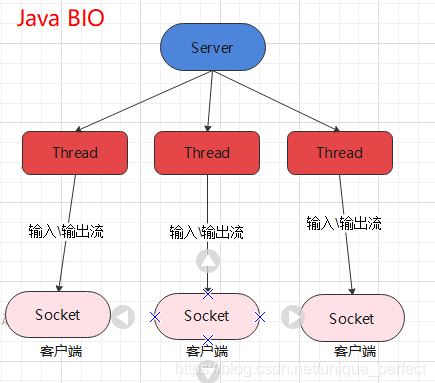 Java BIO
Server
Thread Thread Thread
输入\输出流 输入\输出流 输入\输出流
Socket Socket Socket
客户端 客户端 客户端
https://blog.csdn.net/unique_perfect